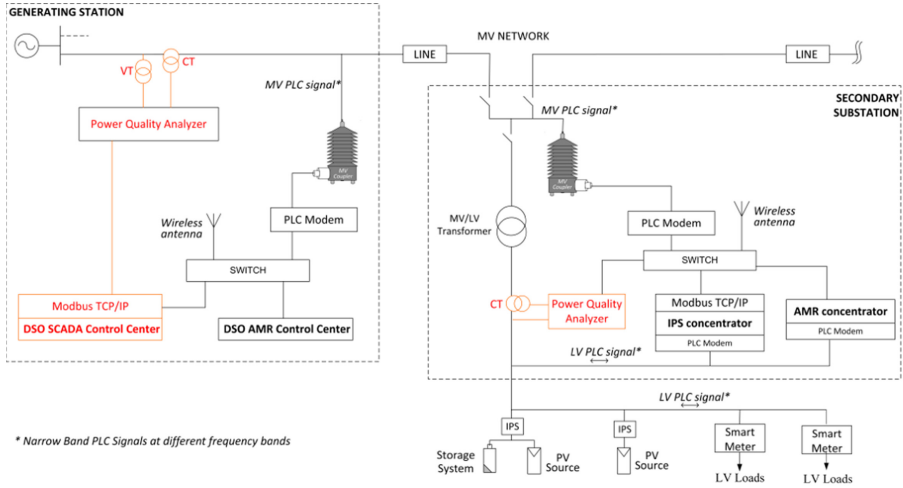 GENERATING STATION
MV NETWORK
LINE
LINE
CT
VT
MV PLC signal*
Power Quality Analyzer
MV
Coupler
PLC Modem
Wireless
antenna
SWITCH
Modbus TCP/IP
DSO SCADA Control Center
DSO AMR Control Center
SECONDARY
SUBSTATION
MV PLC signal*
MV
Coupler
MV/LV
Transformer
PLC Modem
Wireless
antenna
SWITCH
CT
Power Quality
Analyzer
Modbus TCP/IP
IPS concentrator
PLC Modem
AMR concentrator
PLC Modem
LV PLC signal*
LV PLC signal*
IPS
IPS
Storage
System
PV
Source
PV
Source
Smart
Meter
Smart
Meter
LV Loads
LV Loads
* Narrow Band PLC Signals at different frequency bands